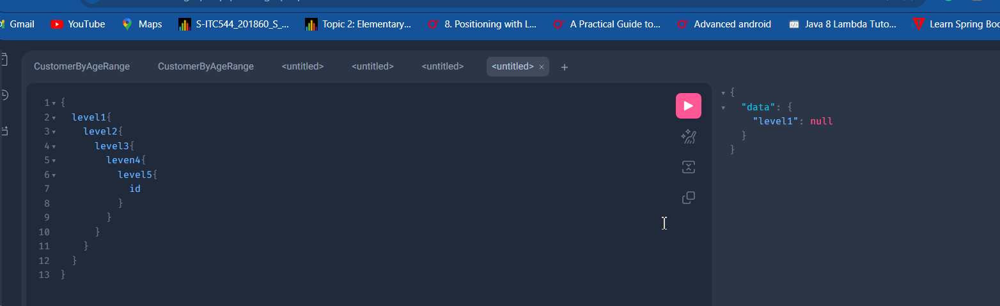 Gmail YouTube Maps S-ITC544_201860_S_... Topic 2: Elementary... 8. Positioning with L... A Practical Guide to... Advanced android Java 8 Lambda Tuto... Learn Spring Boo
CustomerByAgeRange CustomerByAgeRange <untitled> <untitled> <untitled> <untitled> × +
1 {
2 level1{
3 level2{
4 level3{
5 leven4{
6 level5{
7 id
8 }
9 }
10 }
11 }
12 }
13 }
{
"data": {
"level1": null
}
}